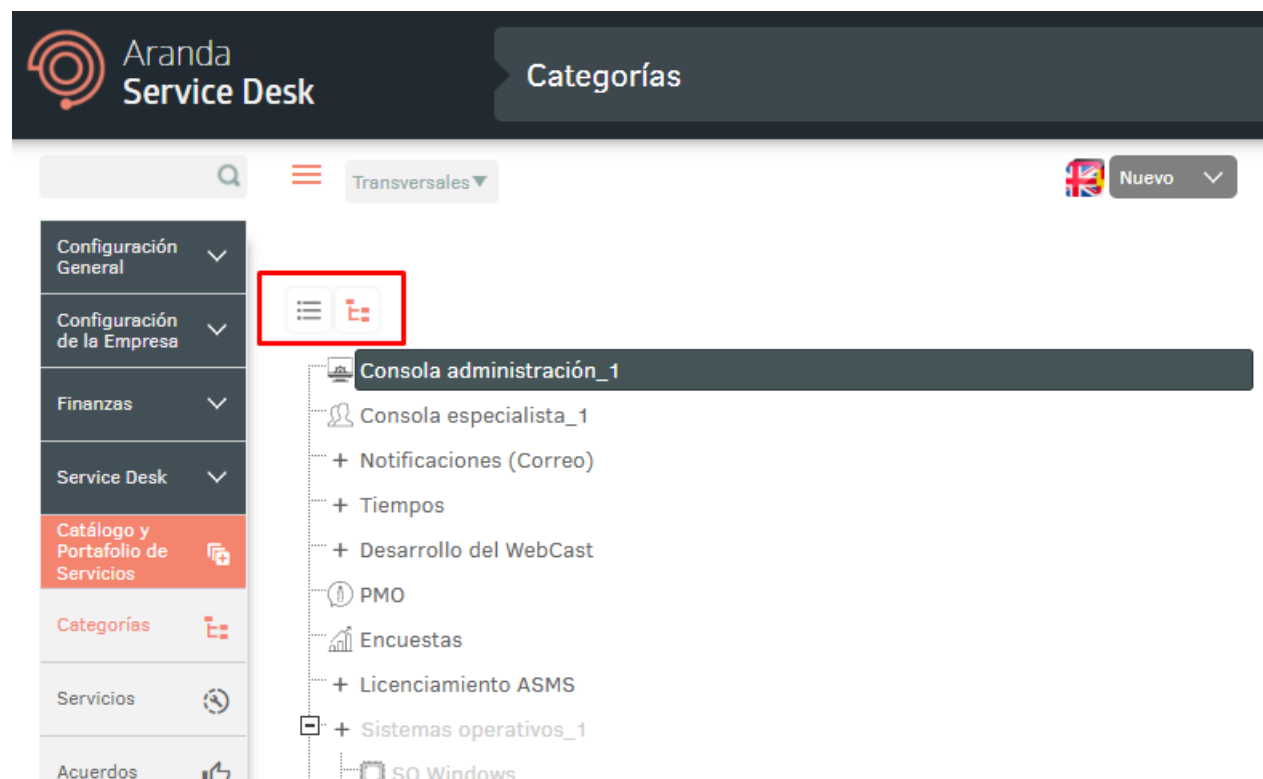 Aranda
Service Desk
Categorías
Transversales
Nuevo
Configuración
General
Configuración
de la Empresa
Finanzas
Service Desk
Catálogo y
Portafolio de
Servicios
Categorías
Servicios
Acuerdos
Consola administración_1
Consola especialista_1
Notificaciones (Correo)
Tiempos
Desarrollo del WebCast
PMO
Encuestas
Licenciamiento ASMS
Sistemas operativos_1
SO Windows